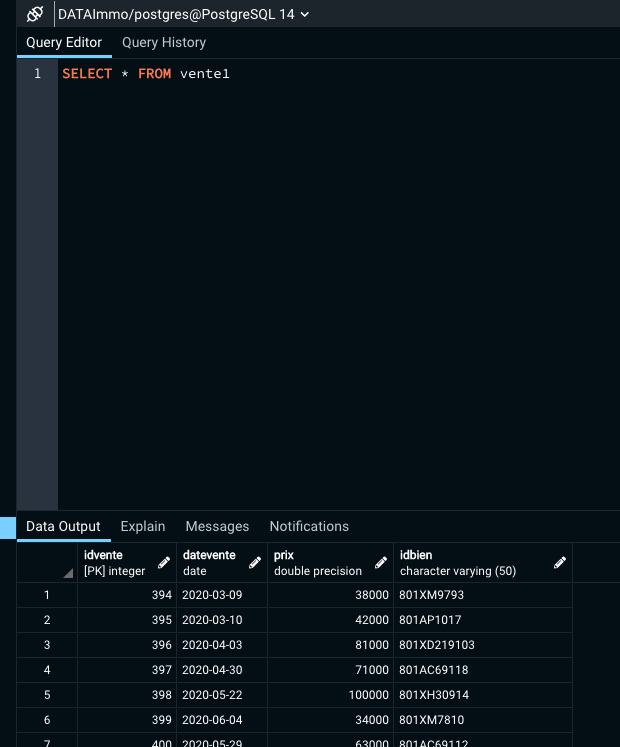 DATAImmo/postgres@PostgreSQL 14
Query Editor Query History
1 SELECT * FROM vente1
Data Output Explain Messages Notifications
idvente datevente prix idbien
[PK] integer date double precision character varying (50)
1 394 2020-03-09 38000 801XM9793
2 395 2020-03-10 42000 801AP1017
3 396 2020-04-03 81000 801XD219103
4 397 2020-04-30 71000 801AC69118
5 398 2020-05-22 100000 801XH30914
6 399 2020-06-04 34000 801XM7810
7 400 2020-05-29 63000 801AC69112